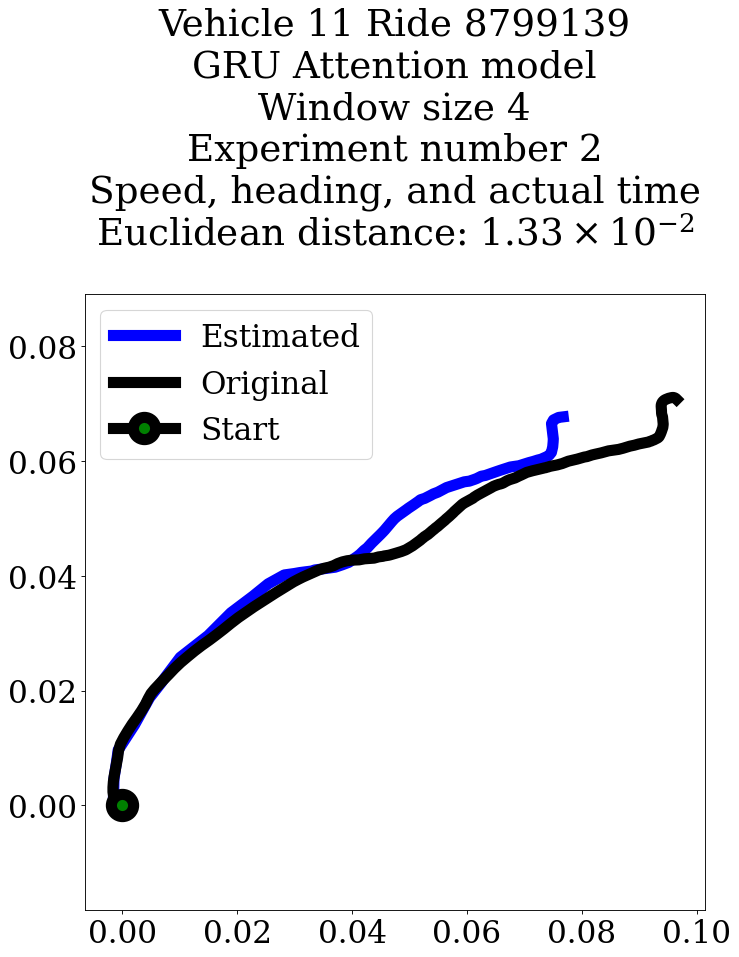 Vehicle 11 Ride 8799139
GRU Attention model
Window size 4
Experiment number 2
Speed, heading, and actual time
Euclidean distance: 1.33 × 10⁻²
Estimated
Original
Start
0.08
0.06
0.04
0.02
0.00
0.00 0.02 0.04 0.06 0.08 0.10